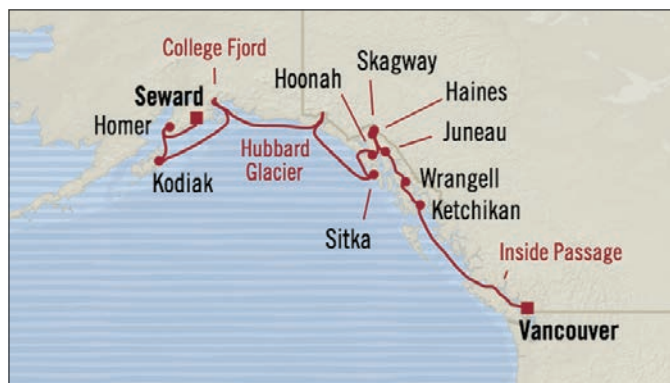 College Fjord
Skagway
Hoonah
Haines
Seward
Homer
Juneau
Hubbard
Glacier
Kodiak
Wrangell
Ketchikan
Sitka
Inside Passage
Vancouver